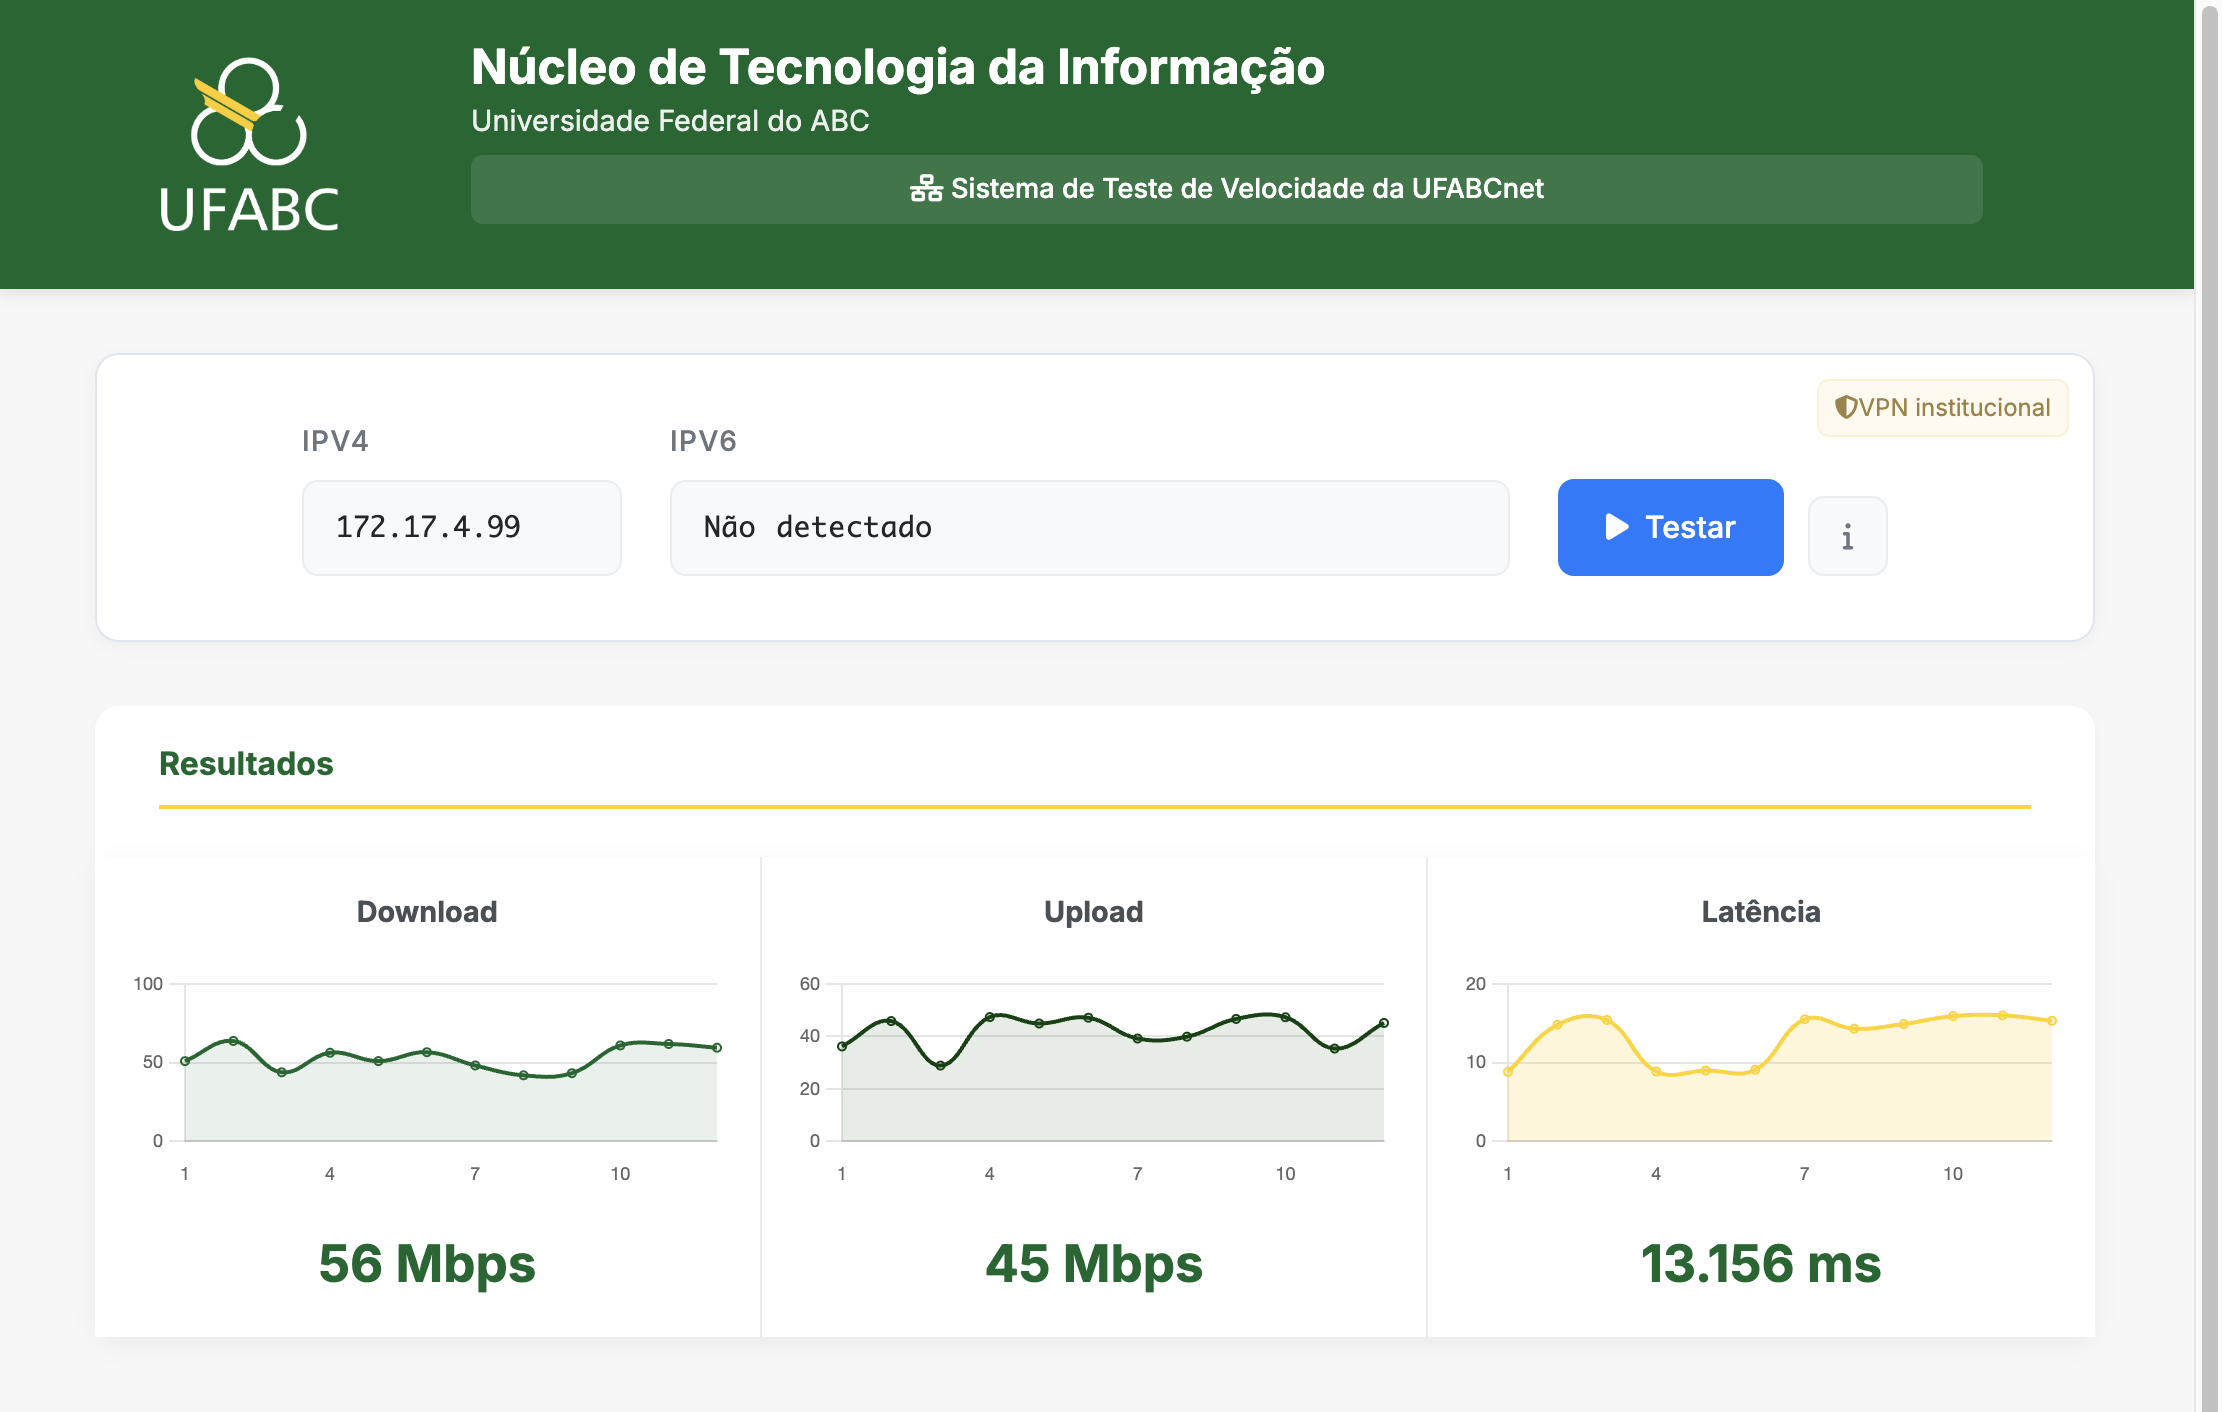 UFABC
Núcleo de Tecnologia da Informação
Universidade Federal do ABC
Sistema de Teste de Velocidade da UFABCnet
VPN institucional
IPV4
IPV6
172.17.4.99
Não detectado
Testar
i
Resultados
Download
100
50
0
1 4 7 10
56 Mbps
Upload
60
40
20
0
1 4 7 10
45 Mbps
Latência
20
10
0
1 4 7 10
13.156 ms